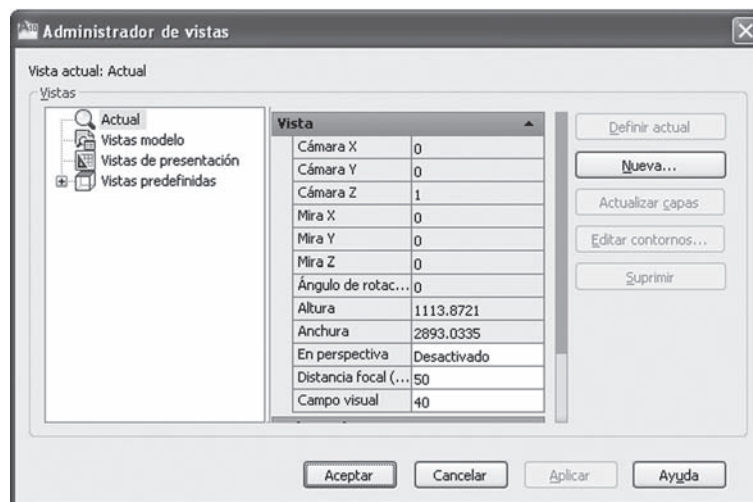 Administrador de vistas
Vista actual: Actual
Vistas
Actual
Vistas modelo
Vistas de presentación
Vistas predefinidas
Vista
Cámara X 0
Cámara Y 0
Cámara Z 1
Mira X 0
Mira Y 0
Mira Z 0
Ángulo de rotac... 0
Altura 1113.8721
Anchura 2893.0335
En perspectiva Desactivado
Distancia focal (... 50
Campo visual 40
Definir actual
Nueva...
Actualizar capas
Editar contornos...
Suprimir
Aceptar Cancelar Aplicar Ayuda